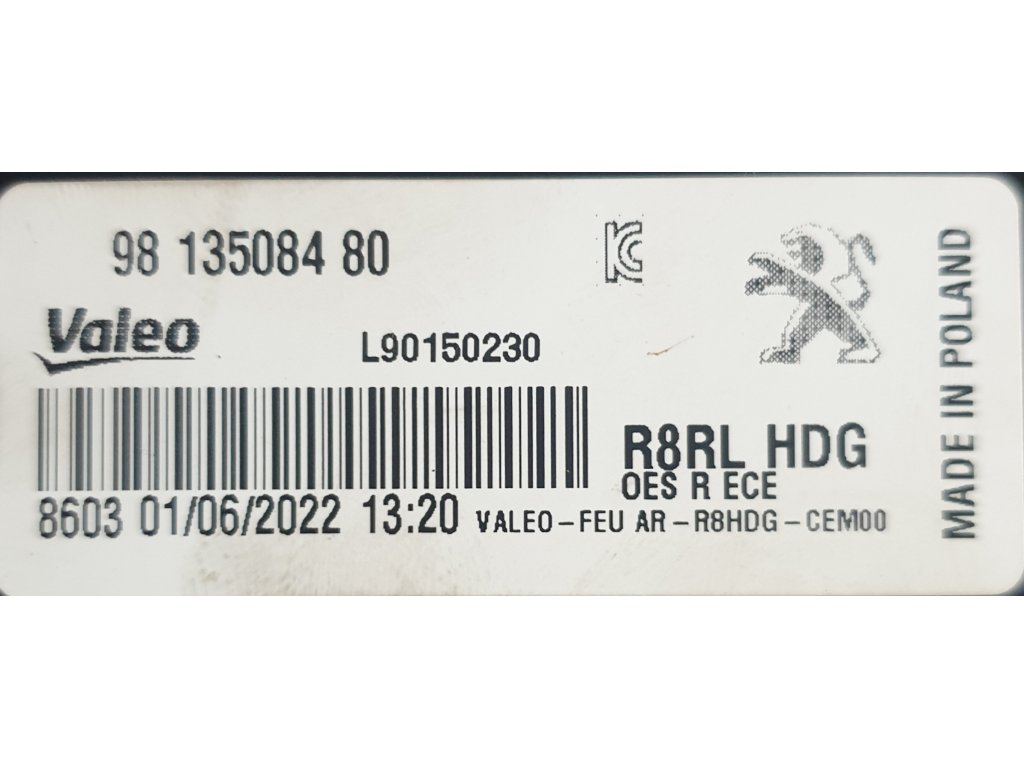 98 135084 80
KC
Valeo
L90150230
R8RL HDG
OES R ECE
8603 01/06/2022 13:20 VALEO-FEU AR-R8HDG-CEM00
MADE IN POLAND